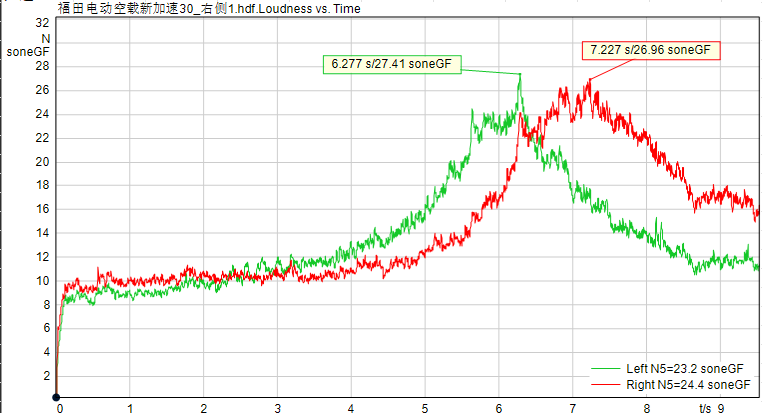 福田电动空载新加速30_右侧1.hdf.Loudness vs. Time
32
N
soneGF
28
26
24
22
20
18
16
14
12
10
8
6
4
2
6.277 s/27.41 soneGF
7.227 s/26.96 soneGF
Left N5=23.2 soneGF
Right N5=24.4 soneGF
0 1 2 3 4 5 6 7 8 t/s 9